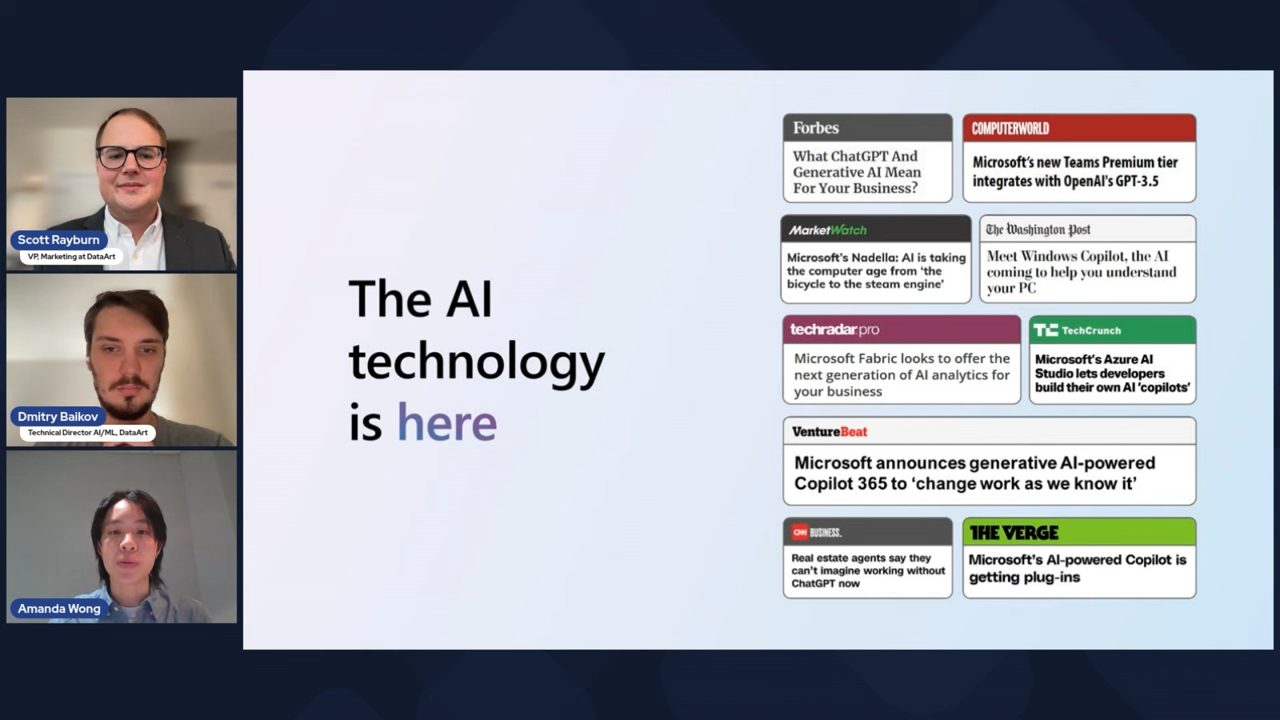 Scott Rayburn
VP, Marketing at DataArt
Dmitry Baikov
Technical Director AI/ML, DataArt
Amanda Wong
The AI
technology
is here
Forbes
What ChatGPT And
Generative AI Mean
For Your Business?
COMPUTERWORLD
Microsoft's new Teams Premium tier
integrates with OpenAI's GPT-3.5
MarketWatch
Microsoft's Nadella: AI is taking
the computer age from 'the
bicycle to the steam engine'
The Washington Post
Meet Windows Copilot, the AI
coming to help you understand
your PC
techradar pro
Microsoft Fabric looks to offer the
next generation of AI analytics for
your business
TC TechCrunch
Microsoft's Azure AI
Studio lets developers
build their own AI 'copilots'
VentureBeat
Microsoft announces generative AI-powered
Copilot 365 to 'change work as we know it'
CNN BUSINESS
Real estate agents say they
can't imagine working without
ChatGPT now
THE VERGE
Microsoft's AI-powered Copilot is
getting plug-ins